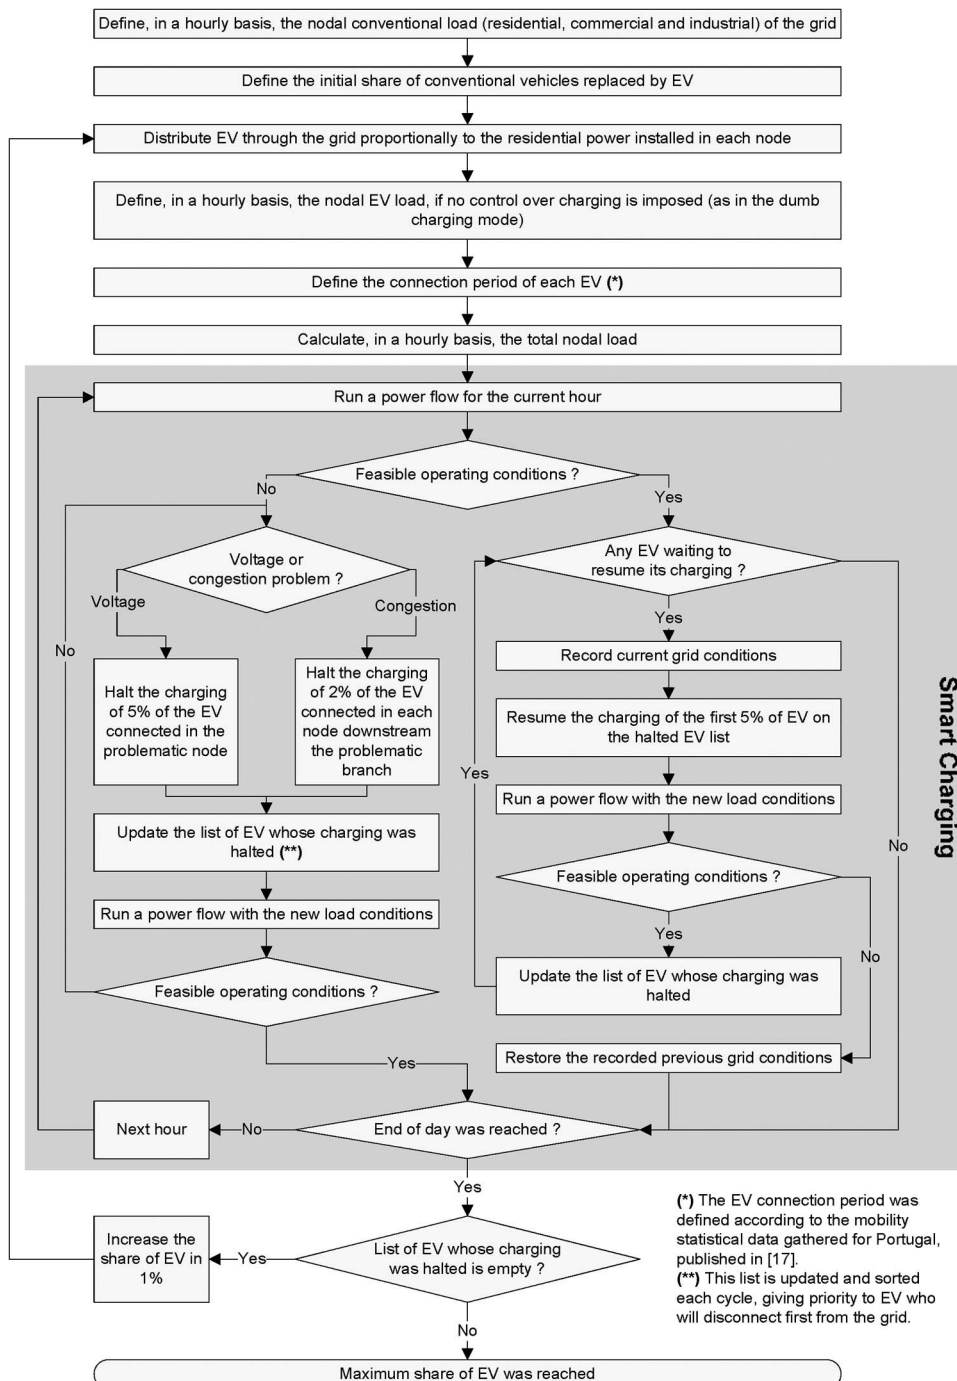 Define, in a hourly basis, the nodal conventional load (residential, commercial and industrial) of the grid
Define the initial share of conventional vehicles replaced by EV
Distribute EV through the grid proportionally to the residential power installed in each node
Define, in a hourly basis, the nodal EV load, if no control over charging is imposed (as in the dumb
charging mode)
Define the connection period of each EV (*)
Calculate, in a hourly basis, the total nodal load
Run a power flow for the current hour
Feasible operating conditions ?
No
Yes
Voltage or
congestion problem ?
Voltage
Congestion
No
Halt the charging
of 5% of the EV
connected in the
problematic node
Halt the charging
of 2% of the EV
connected in each
node downstream
the problematic
branch
Update the list of EV whose charging was
halted (**)
Run a power flow with the new load conditions
Feasible operating conditions ?
Yes
Any EV waiting to
resume its charging ?
Yes
Record current grid conditions
Resume the charging of the first 5% of EV on
the halted EV list
Yes
Run a power flow with the new load conditions
No
Feasible operating conditions ?
Yes
No
Update the list of EV whose charging was
halted
Restore the recorded previous grid conditions
Smart Charging
End of day was reached ?
No
Next hour
Yes
List of EV whose charging
was halted is empty ?
Yes
Increase the
share of EV in
1%
No
Maximum share of EV was reached
(*) The EV connection period was
defined according to the mobility
statistical data gathered for Portugal,
published in [17].
(**) This list is updated and sorted
each cycle, giving priority to EV who
will disconnect first from the grid.